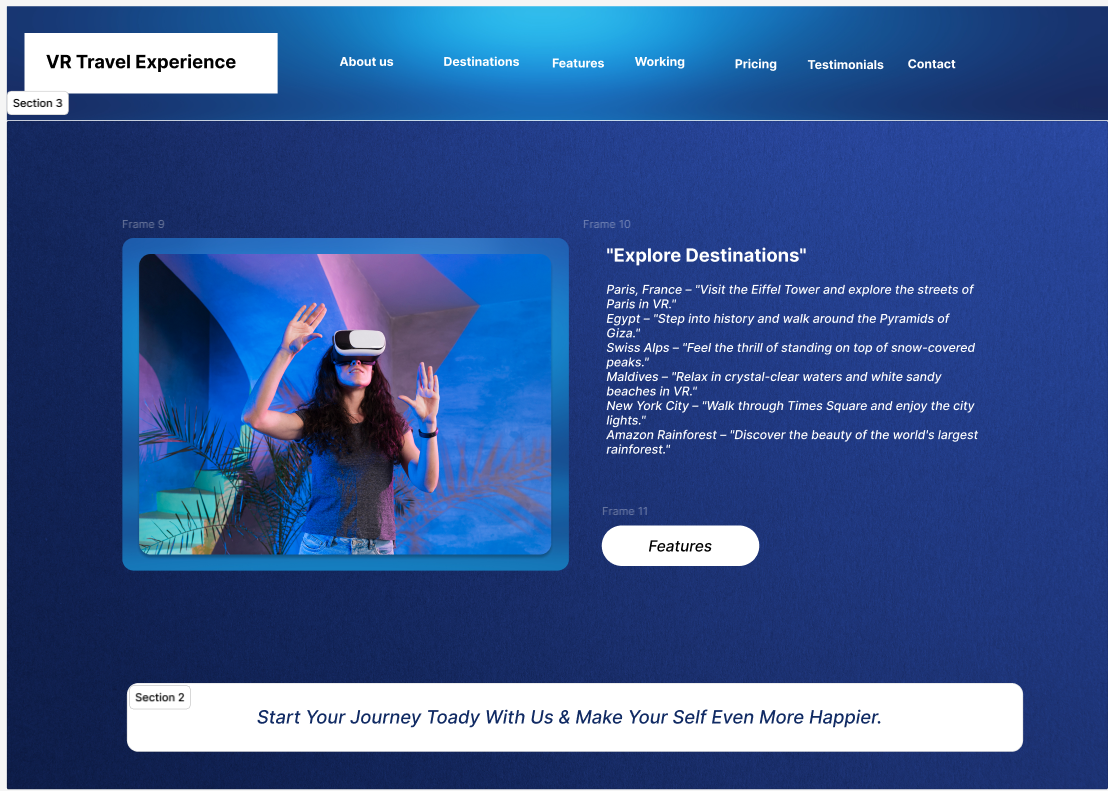 VR Travel Experience
About us
Destinations
Features
Working
Pricing
Testimonials
Contact
Section 3
Frame 9
Frame 10
"Explore Destinations"
Paris, France – "Visit the Eiffel Tower and explore the streets of
Paris in VR."
Egypt – "Step into history and walk around the Pyramids of
Giza."
Swiss Alps – "Feel the thrill of standing on top of snow-covered
peaks."
Maldives – "Relax in crystal-clear waters and white sandy
beaches in VR."
New York City – "Walk through Times Square and enjoy the city
lights."
Amazon Rainforest – "Discover the beauty of the world's largest
rainforest."
Frame 11
Features
Section 2
Start Your Journey Toady With Us & Make Your Self Even More Happier.